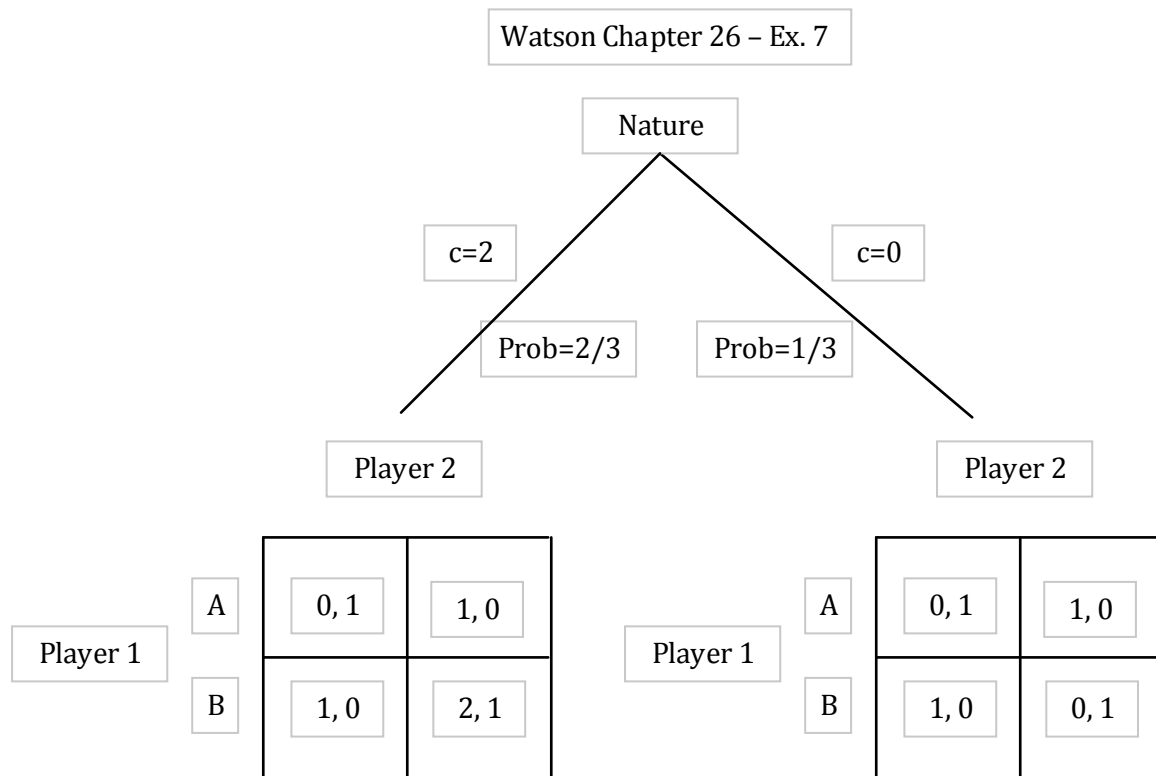 Watson Chapter 26 – Ex. 7
Nature
c=2
c=0
Prob=2/3
Prob=1/3
Player 2
Player 2
A
0, 1
1, 0
A
0, 1
1, 0
Player 1
Player 1
B
1, 0
2, 1
B
1, 0
0, 1